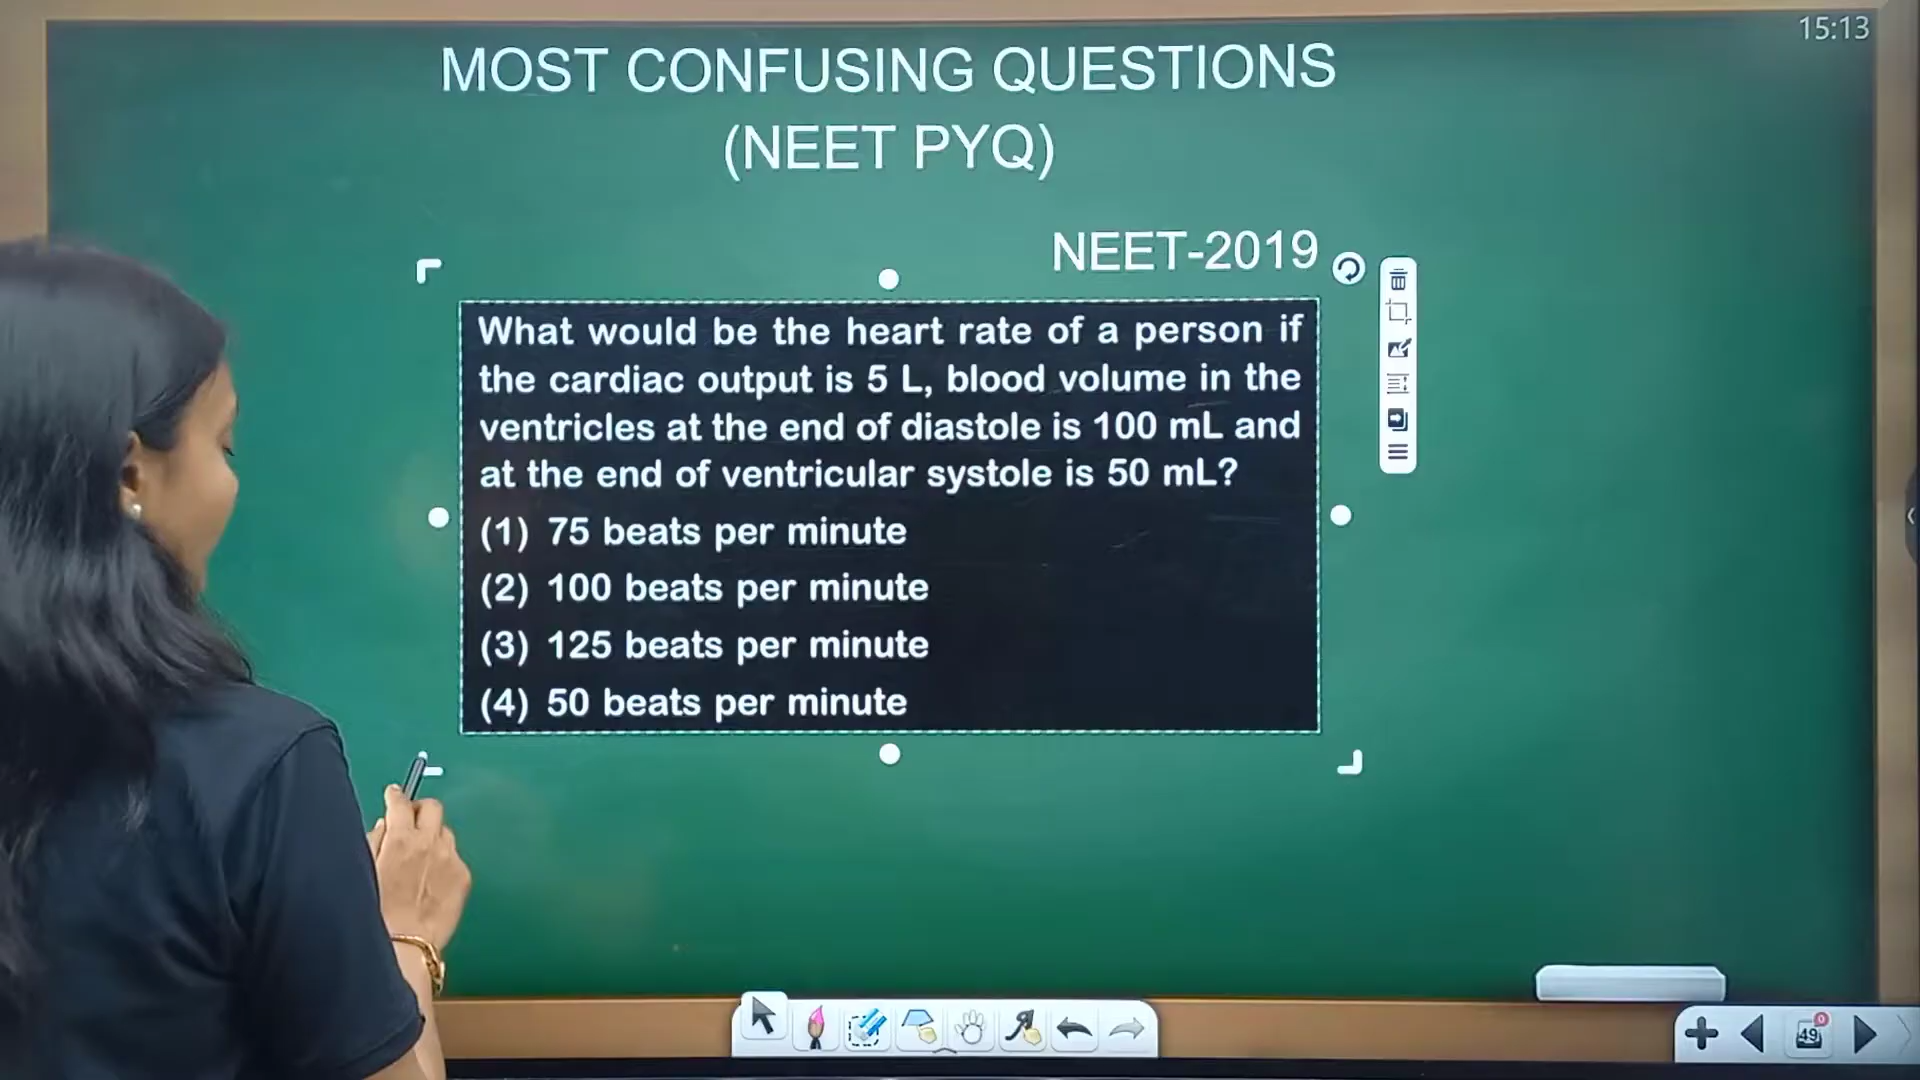 15:13
MOST CONFUSING QUESTIONS
(NEET PYQ)
NEET-2019
What would be the heart rate of a person if
the cardiac output is 5 L, blood volume in the
ventricles at the end of diastole is 100 mL and
at the end of ventricular systole is 50 mL?
(1) 75 beats per minute
(2) 100 beats per minute
(3) 125 beats per minute
(4) 50 beats per minute
49
0